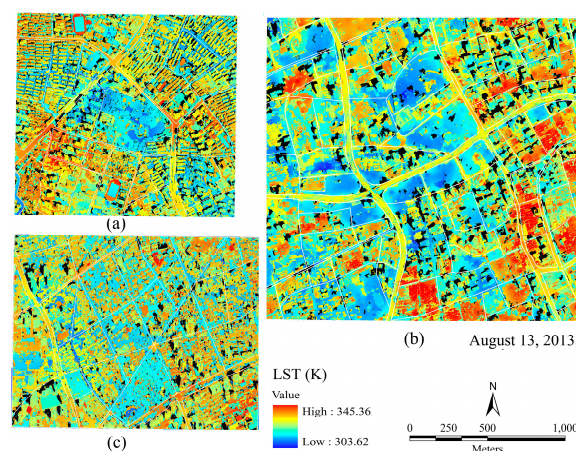 (a)
(b)
August 13, 2013
(c)
LST (K)
Value
High : 345.36
Low : 303.62
N
0 250 500 1,000
Meters